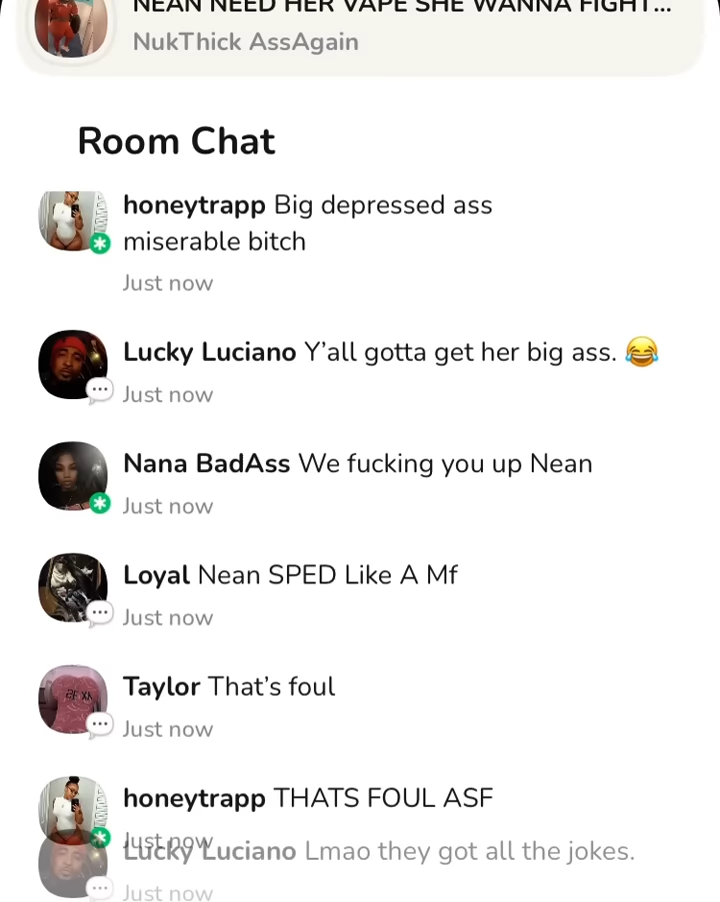 NEAN NEED HER VAPE SHE WANNA FIGHT...
NukThick AssAgain
Room Chat
honeytrapp Big depressed ass
miserable bitch
Just now
Lucky Luciano Y'all gotta get her big ass. 😂
Just now
Nana BadAss We fucking you up Nean
Just now
Loyal Nean SPED Like A Mf
Just now
Taylor That's foul
Just now
honeytrapp THATS FOUL ASF
Just now
Lucky Luciano Lmao they got all the jokes.
Just now